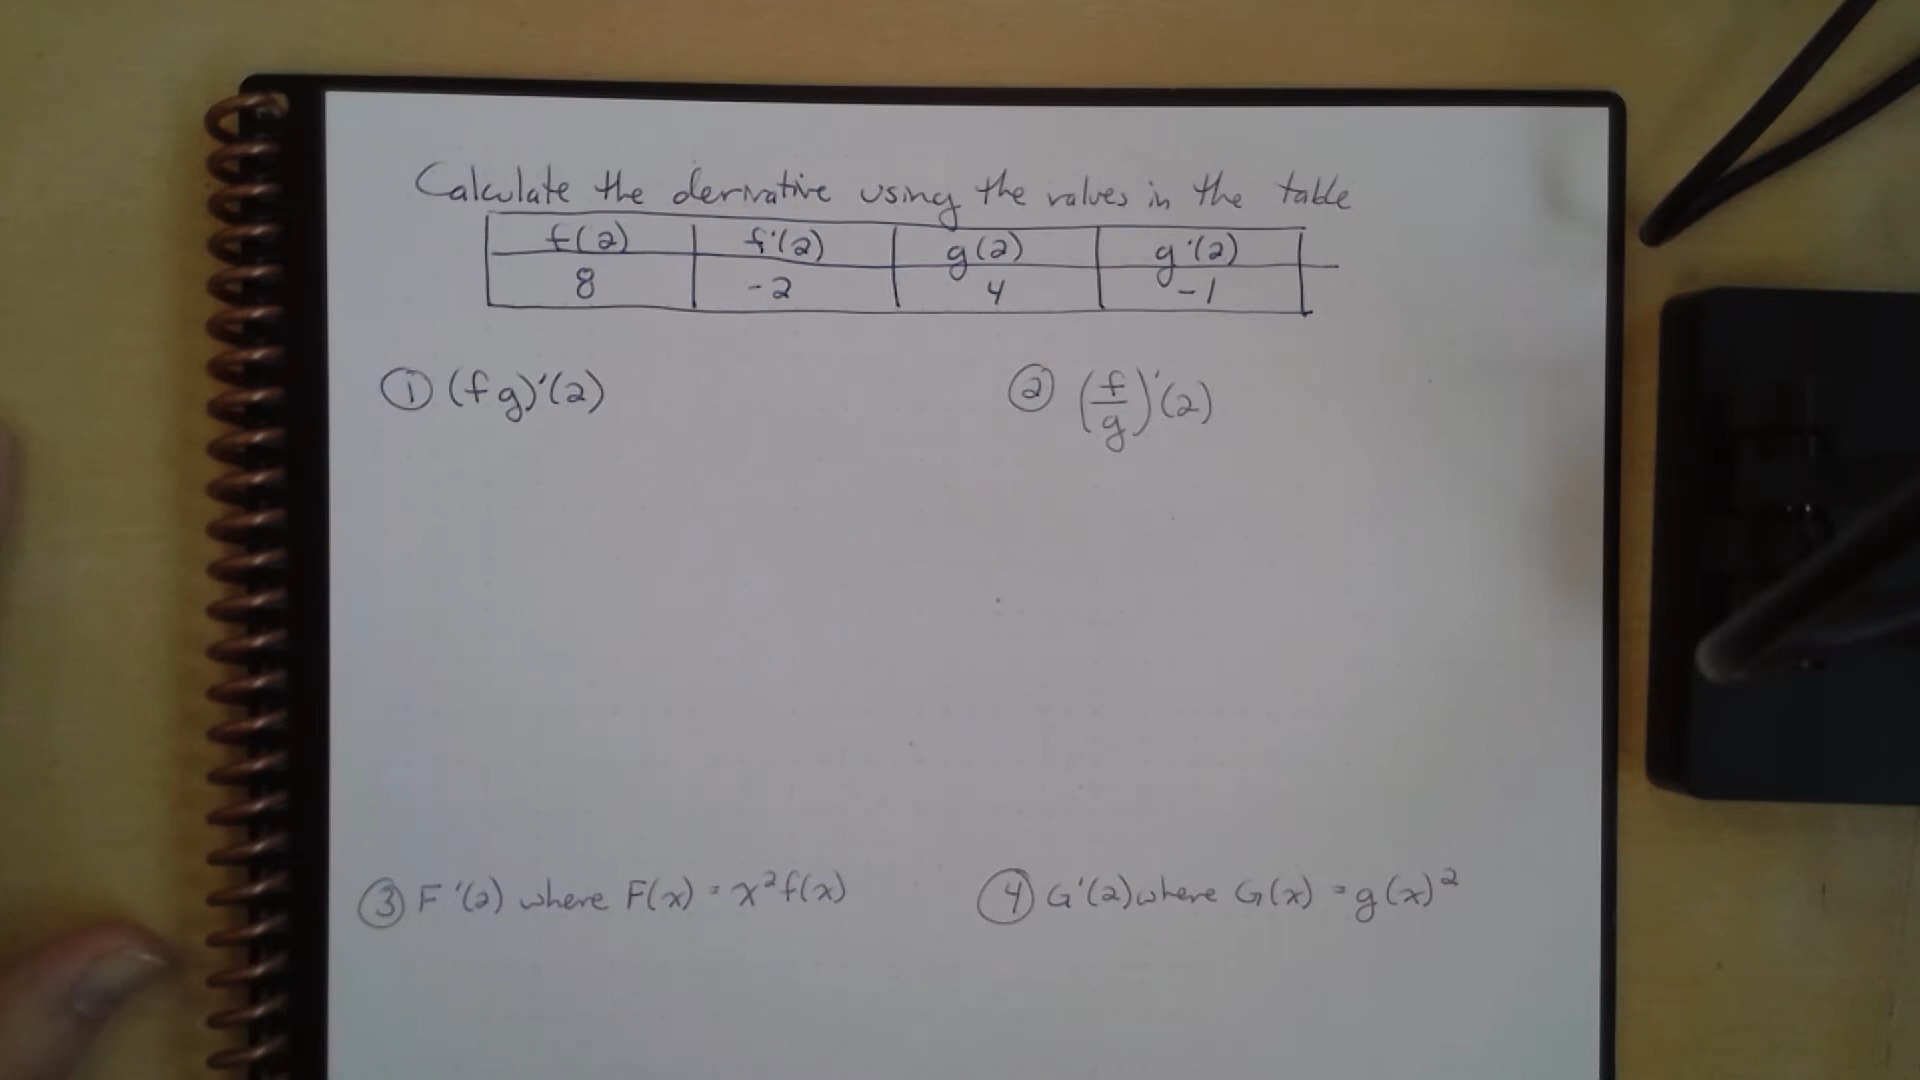 Calculate the derivative using the values in the table
f(2) f'(2) g(2) g'(2)
8 -2 4 -1
① (fg)'(2) ② (f/g)'(2)
③ F'(2) where F(x) = x²f(x) ④ G'(2) where G(x) = g(x)²